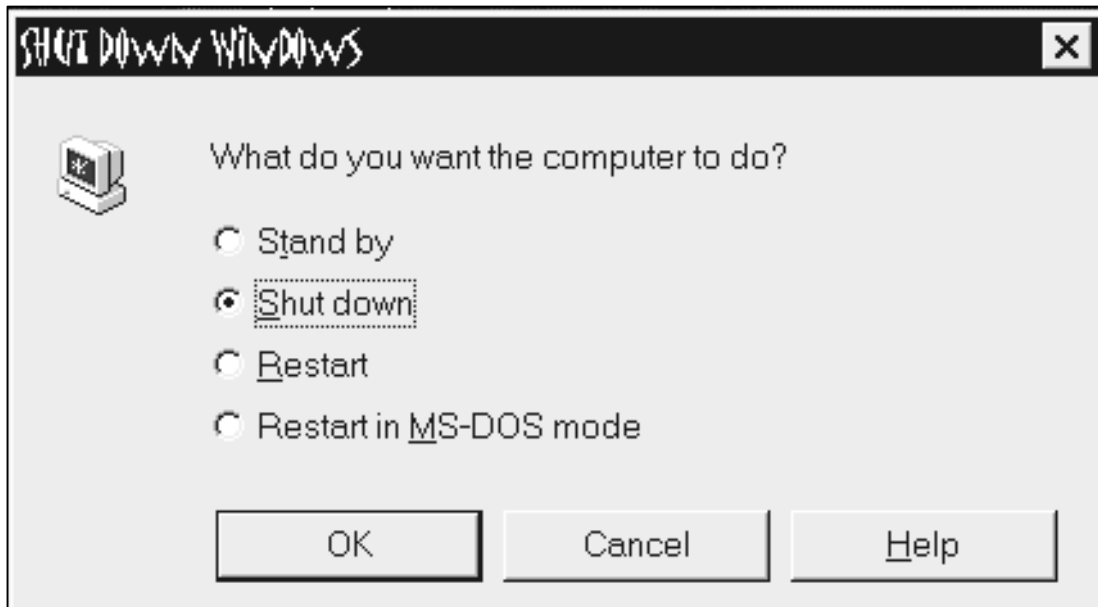 SHUT DOWN WINDOWS
What do you want the computer to do?
Stand by
Shut down
Restart
Restart in MS-DOS mode
OK Cancel Help